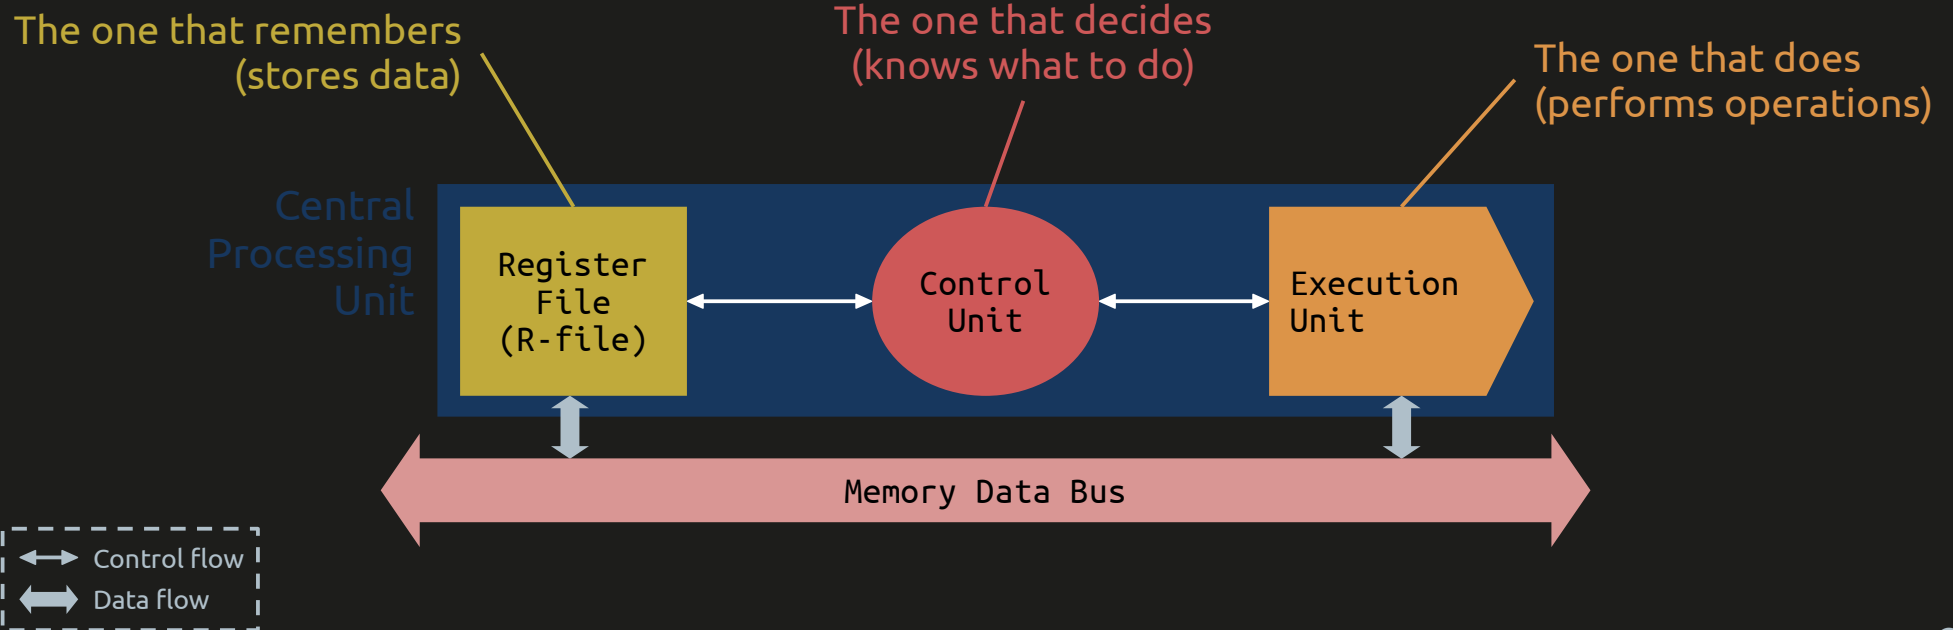 The one that remembers
(stores data)
The one that decides
(knows what to do)
The one that does
(performs operations)
Central
Processing
Unit
Register
File
(R-file)
Control
Unit
Execution
Unit
Memory Data Bus
Control flow
Data flow